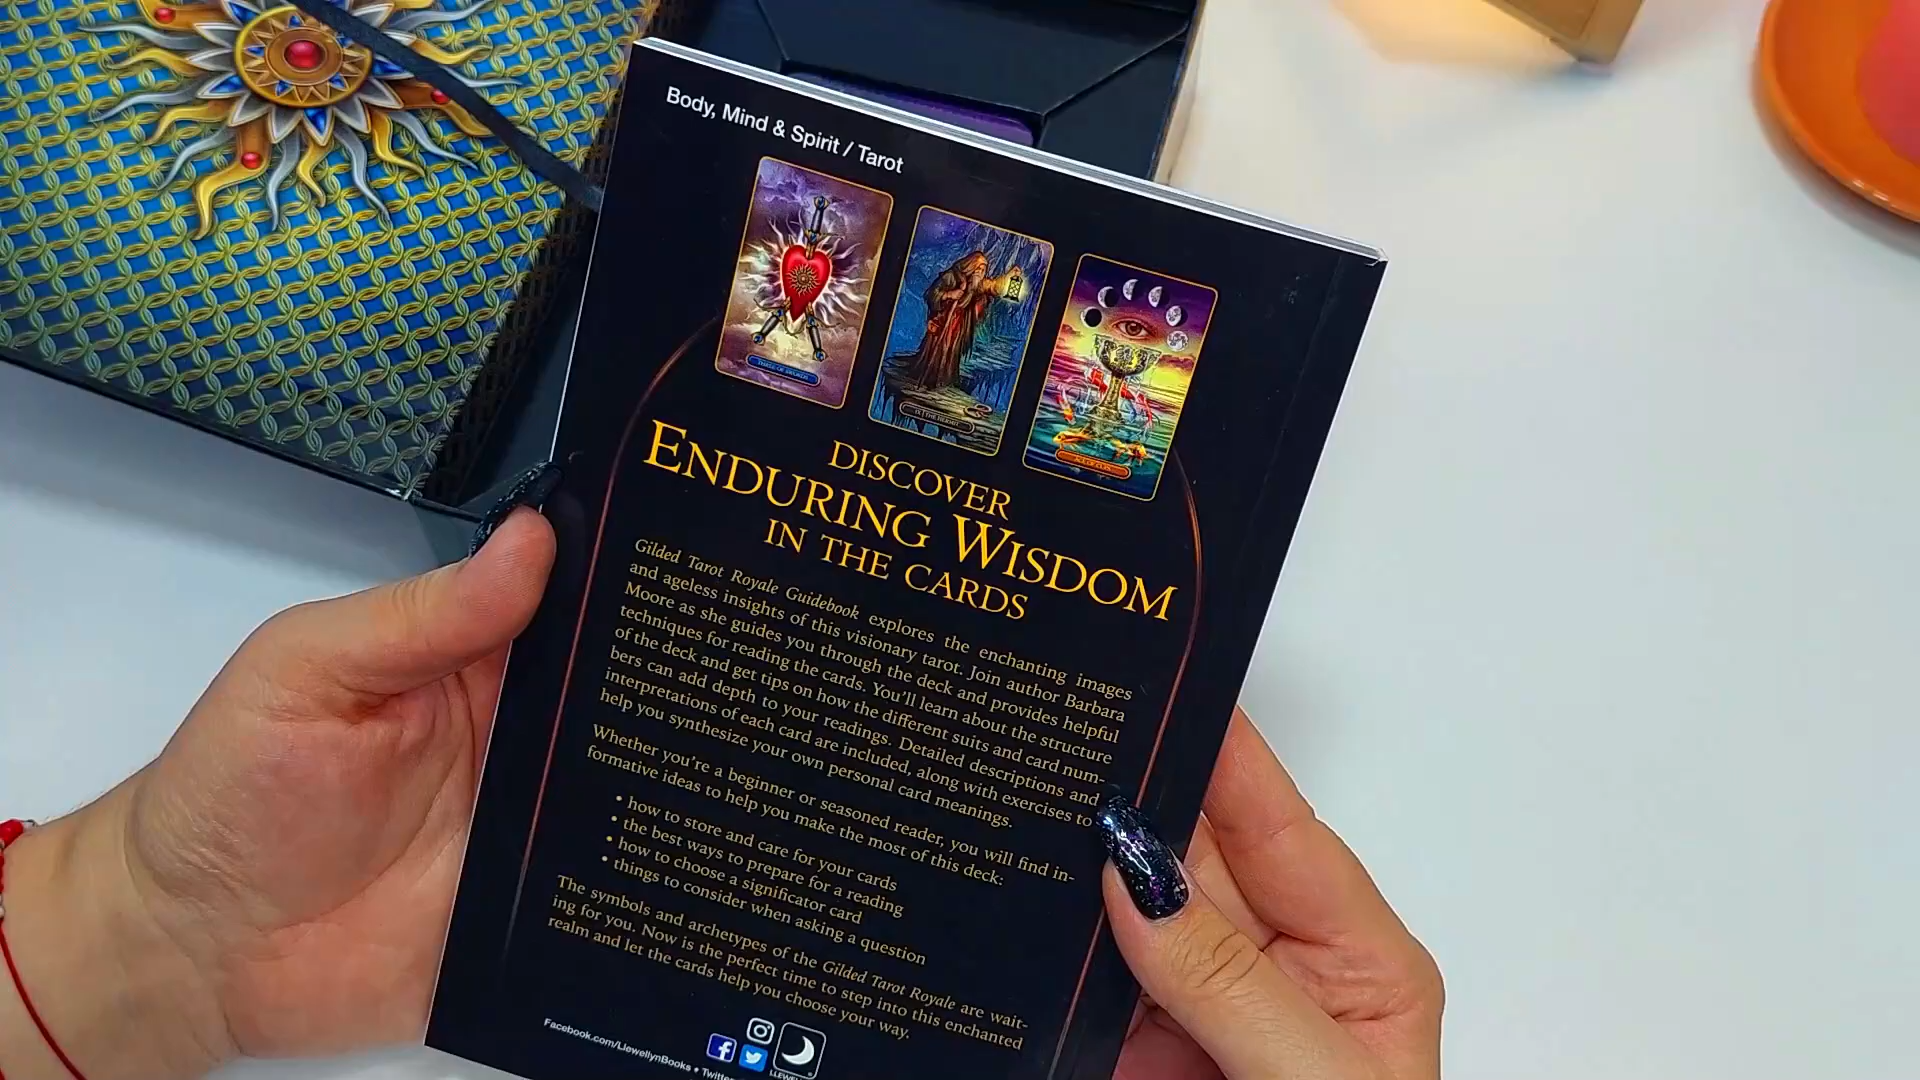 Body, Mind & Spirit / Tarot
THREE OF SWORDS
IX | THE HERMIT
DISCOVER
ENDURING WISDOM
IN THE CARDS
Gilded Tarot Royale Guidebook explores the enchanting images
and ageless insights of this visionary tarot. Join author Barbara
Moore as she guides you through the deck and provides helpful
techniques for reading the cards. You'll learn about the structure
of the deck and get tips on how the different suits and card num-
bers can add depth to your readings. Detailed descriptions and
interpretations of each card are included, along with exercises to
help you synthesize your own personal card meanings.
Whether you're a beginner or seasoned reader, you will find in-
formative ideas to help you make the most of this deck:
• how to store and care for your cards
• the best ways to prepare for a reading
• how to choose a significator card
• things to consider when asking a question
The symbols and archetypes of the Gilded Tarot Royale are wait-
ing for you. Now is the perfect time to step into this enchanted
realm and let the cards help you choose your way.
Facebook.com/LlewellynBooks • Twitte